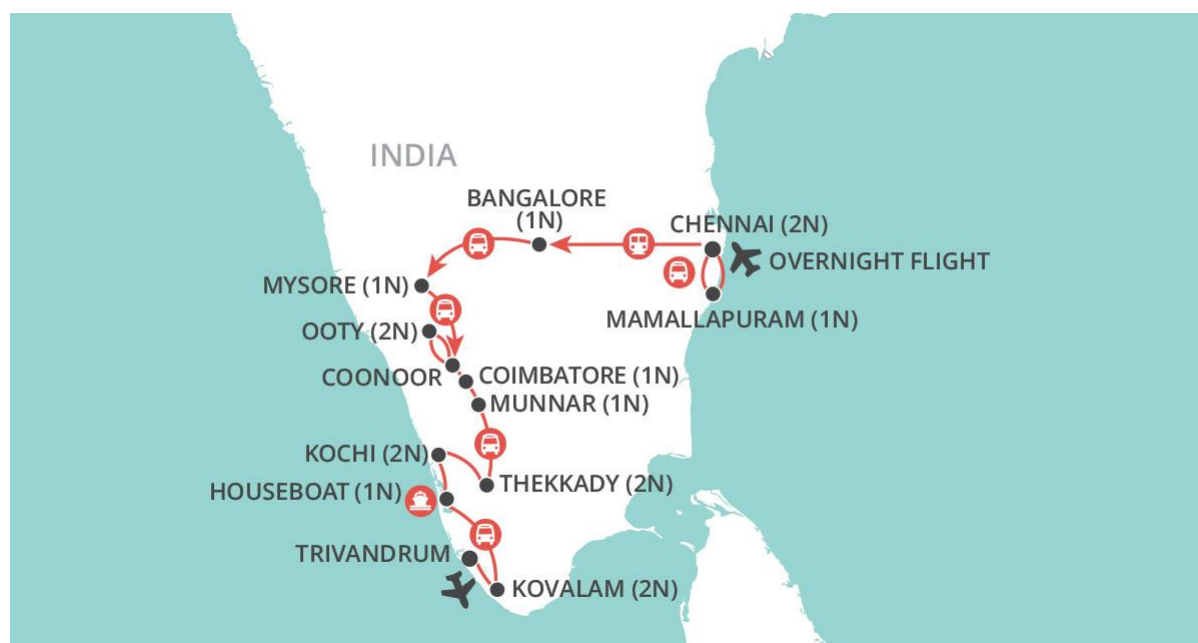 INDIA
BANGALORE
(1N)
CHENNAI (2N)
OVERNIGHT FLIGHT
MYSORE (1N)
MAMALLAPURAM (1N)
OOTY (2N)
COONOOR
COIMBATORE (1N)
MUNNAR (1N)
KOCHI (2N)
THEKKADY (2N)
HOUSEBOAT (1N)
TRIVANDRUM
KOVALAM (2N)